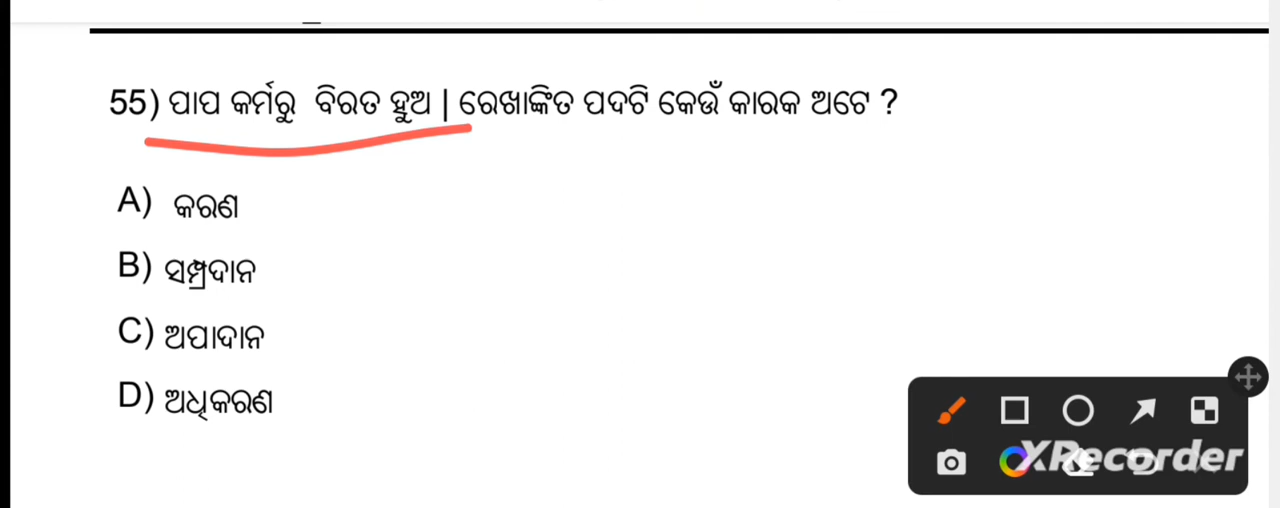 55) ପାପ କର୍ମରୁ ବିରତ ହୁଅ | ରେଖାଙ୍କିତ ପଦଟି କେଉଁ କାରକ ଅଟେ ?
A) କରଣ
B) ସମ୍ପ୍ରଦାନ
C) ଅପାଦାନ
D) ଅଧିକରଣ
XRecorder